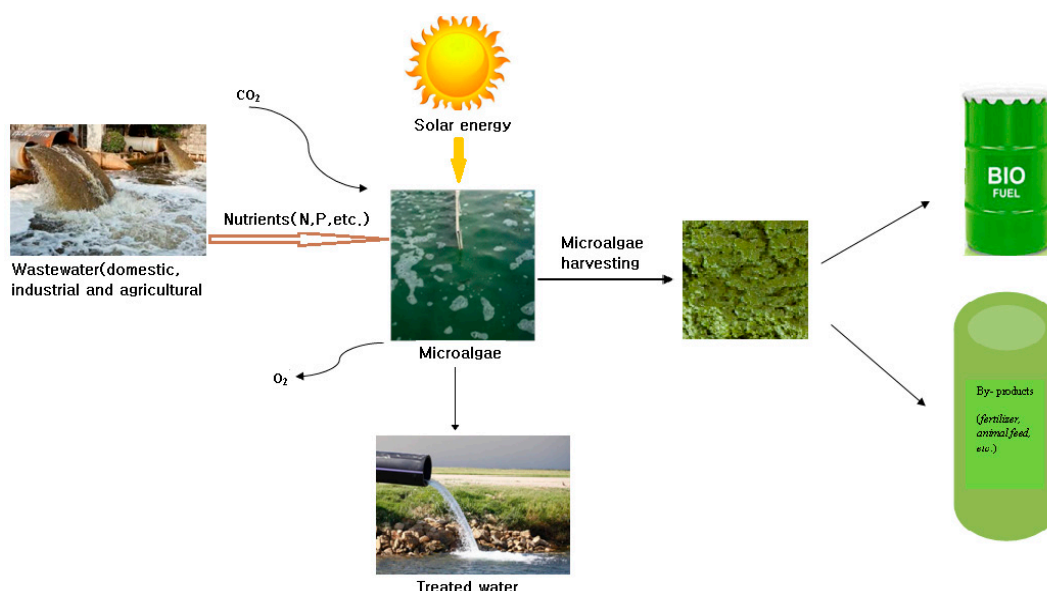 CO₂
Solar energy
Nutrients(N,P,etc.)
Wastewater(domestic,
industrial and agricultural
Microalgae
harvesting
Microalgae
O₂
Treated water
BIO
FUEL
By- products
(fertilizer,
animal feed,
etc.)